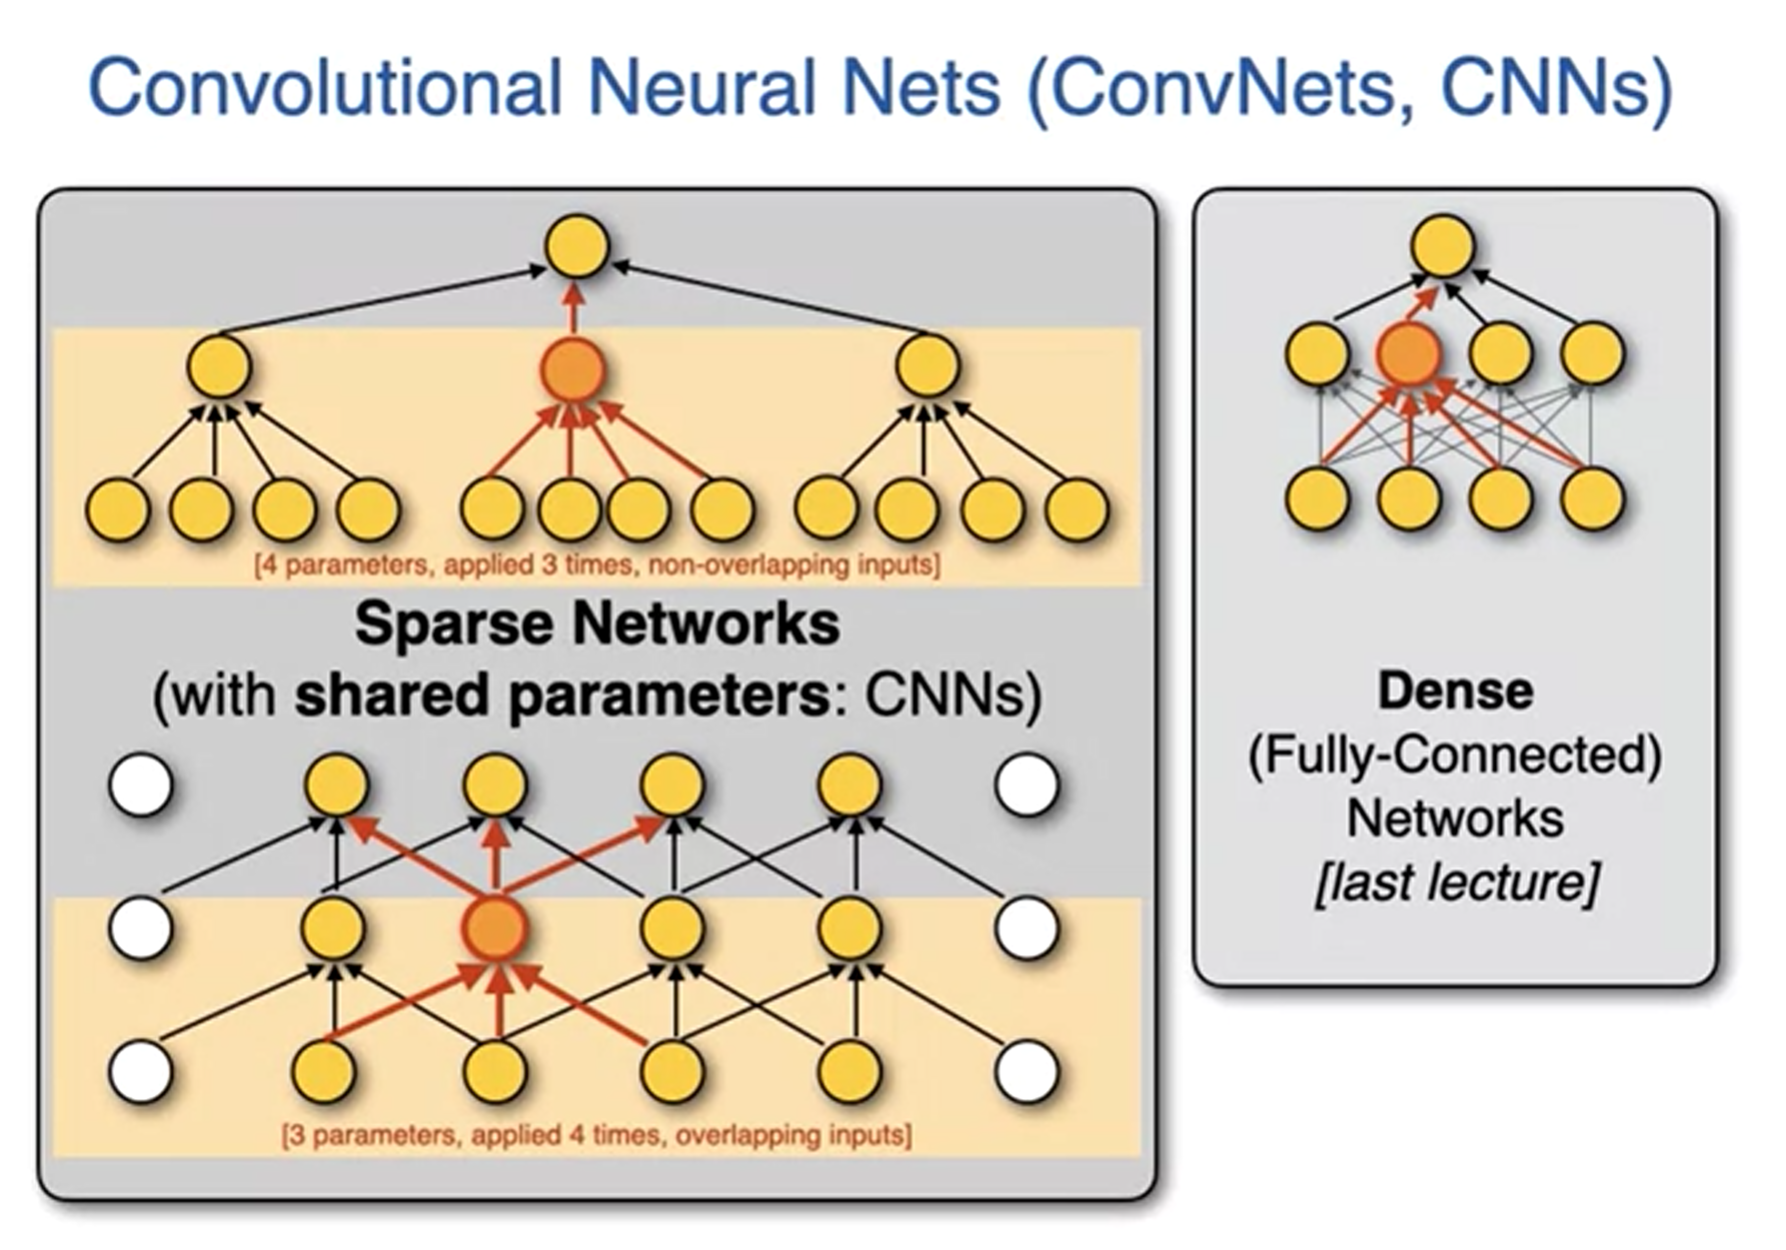 Convolutional Neural Nets (ConvNets, CNNs)
[4 parameters, applied 3 times, non-overlapping inputs]
Sparse Networks
(with shared parameters: CNNs)
[3 parameters, applied 4 times, overlapping inputs]
Dense
(Fully-Connected)
Networks
[last lecture]